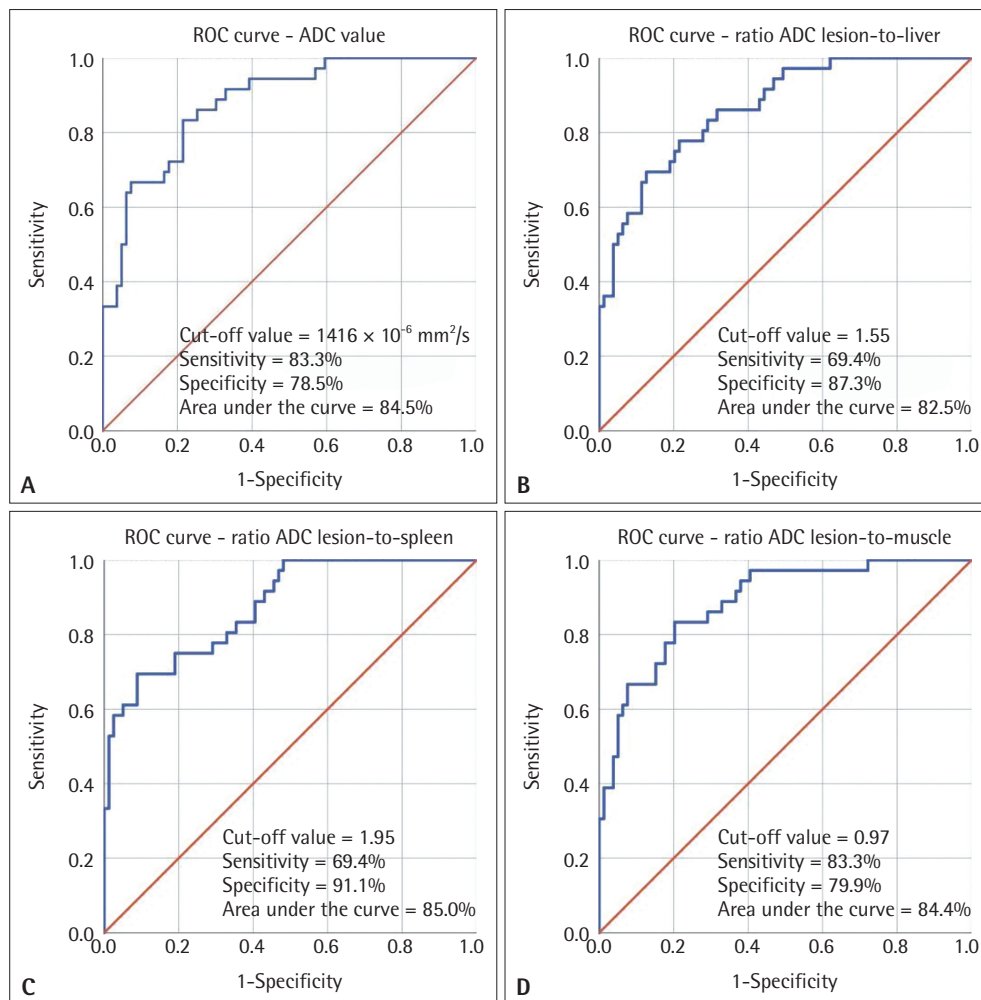 ROC curve - ADC value
1.0
0.8
0.6
0.4
0.2
0.0
Sensitivity
Cut-off value = 1416 × 10⁻⁶ mm²/s
Sensitivity = 83.3%
Specificity = 78.5%
Area under the curve = 84.5%
0.0 0.2 0.4 0.6 0.8 1.0
1-Specificity
A
ROC curve - ratio ADC lesion-to-liver
1.0
0.8
0.6
0.4
0.2
0.0
Sensitivity
Cut-off value = 1.55
Sensitivity = 69.4%
Specificity = 87.3%
Area under the curve = 82.5%
0.0 0.2 0.4 0.6 0.8 1.0
1-Specificity
B
ROC curve - ratio ADC lesion-to-spleen
1.0
0.8
0.6
0.4
0.2
0.0
Sensitivity
Cut-off value = 1.95
Sensitivity = 69.4%
Specificity = 91.1%
Area under the curve = 85.0%
0.0 0.2 0.4 0.6 0.8 1.0
1-Specificity
C
ROC curve - ratio ADC lesion-to-muscle
1.0
0.8
0.6
0.4
0.2
0.0
Sensitivity
Cut-off value = 0.97
Sensitivity = 83.3%
Specificity = 79.9%
Area under the curve = 84.4%
0.0 0.2 0.4 0.6 0.8 1.0
1-Specificity
D